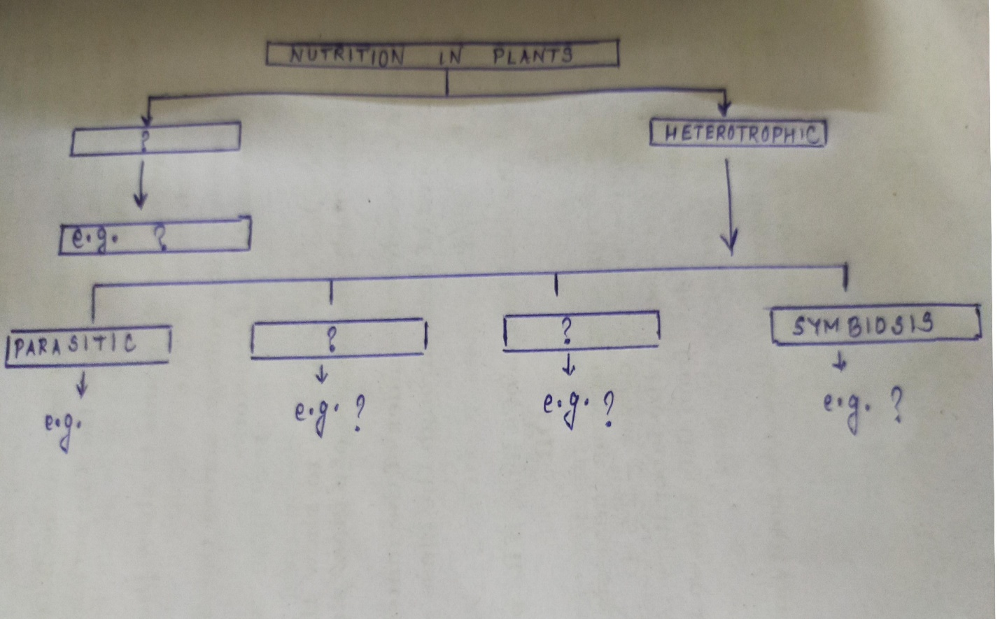 NUTRITION IN PLANTS
? HETEROTROPHIC
e.g. ?
PARASITIC ? ? SYMBIOSIS
e.g. e.g. ? e.g. ? e.g. ?